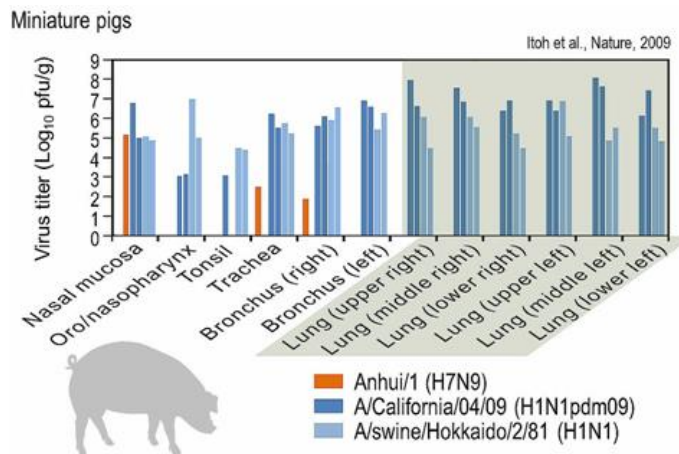 Miniature pigs
Itoh et al., Nature, 2009
Virus titer (Log10 pfu/g)
9
8
7
6
5
4
3
2
1
0
Nasal mucosa
Oro/nasopharynx
Tonsil
Trachea
Bronchus (right)
Bronchus (left)
Lung (upper right)
Lung (middle right)
Lung (lower right)
Lung (upper left)
Lung (middle left)
Lung (lower left)
Anhui/1 (H7N9)
A/California/04/09 (H1N1pdm09)
A/swine/Hokkaido/2/81 (H1N1)